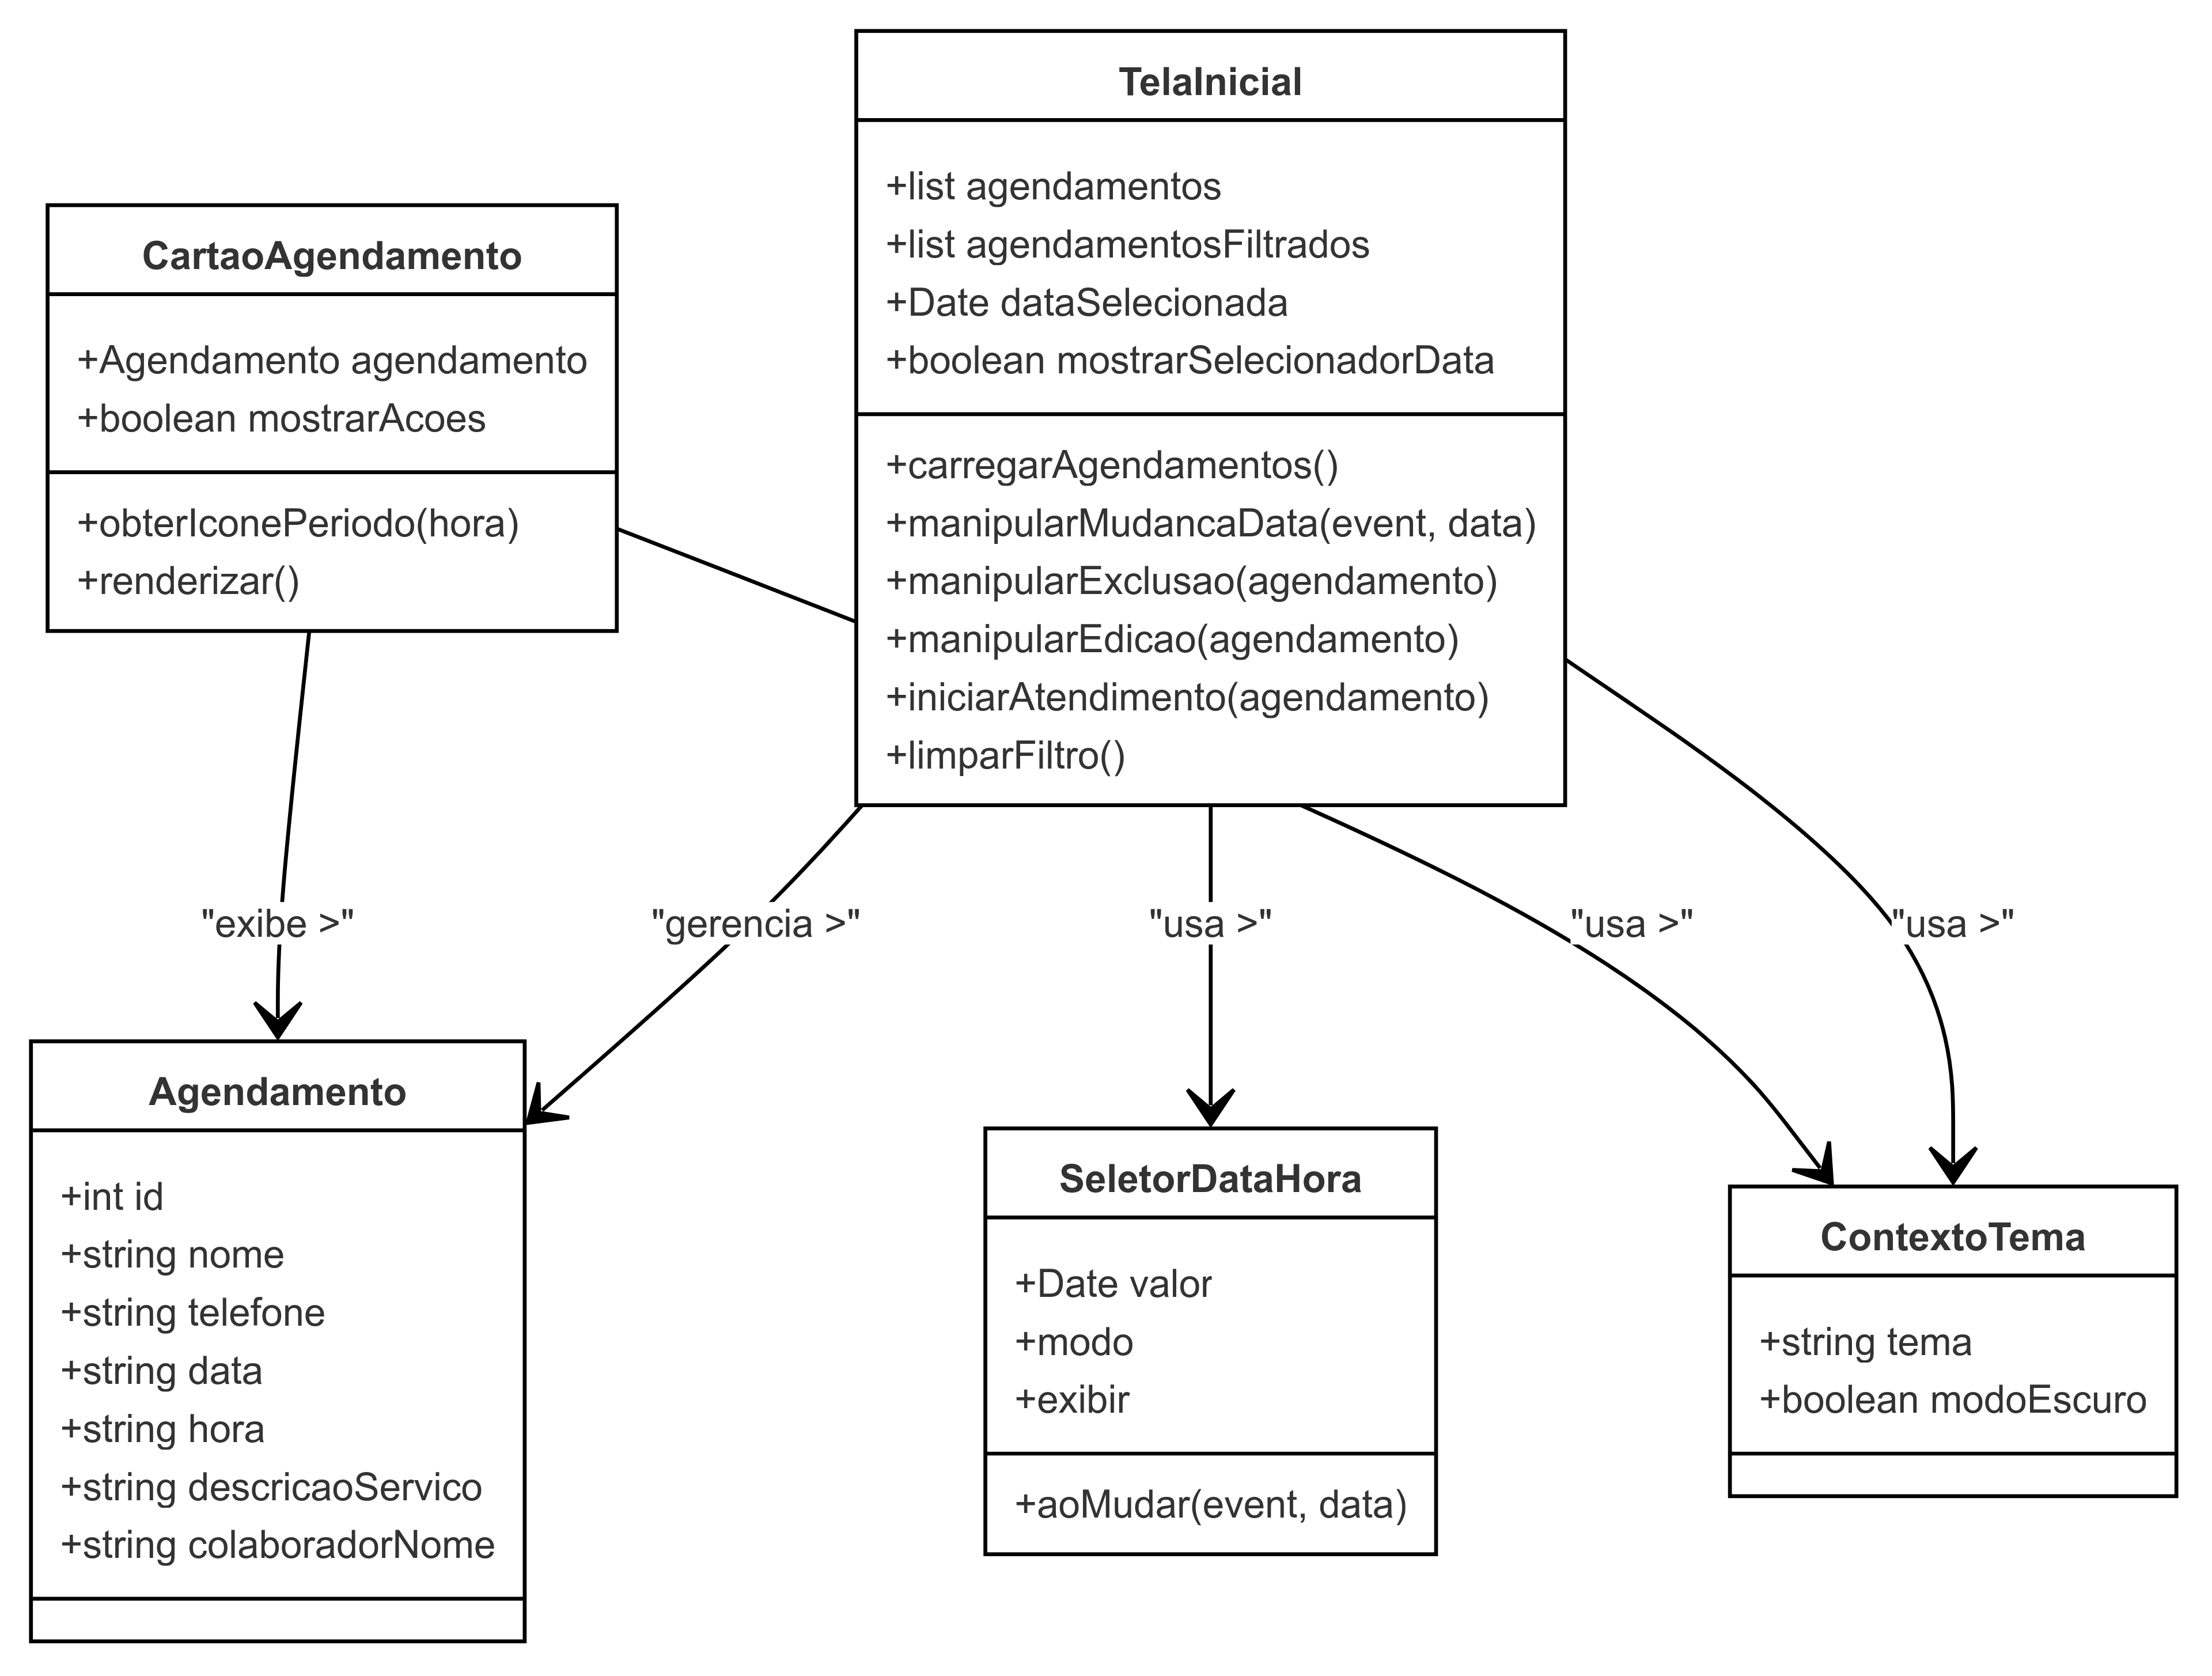 TelaInicial
+list agendamentos
+list agendamentosFiltrados
+Date dataSelecionada
+boolean mostrarSelecionadorData
+carregarAgendamentos()
+manipularMudancaData(event, data)
+manipularExclusao(agendamento)
+manipularEdicao(agendamento)
+iniciarAtendimento(agendamento)
+limparFiltro()
CartaoAgendamento
+Agendamento agendamento
+boolean mostrarAcoes
+obterIconePeriodo(hora)
+renderizar()
"exibe >"
"gerencia >"
"usa >"
"usa >"
"usa >"
Agendamento
+int id
+string nome
+string telefone
+string data
+string hora
+string descricaoServico
+string colaboradorNome
SeletorDataHora
+Date valor
+modo
+exibir
+aoMudar(event, data)
ContextoTema
+string tema
+boolean modoEscuro